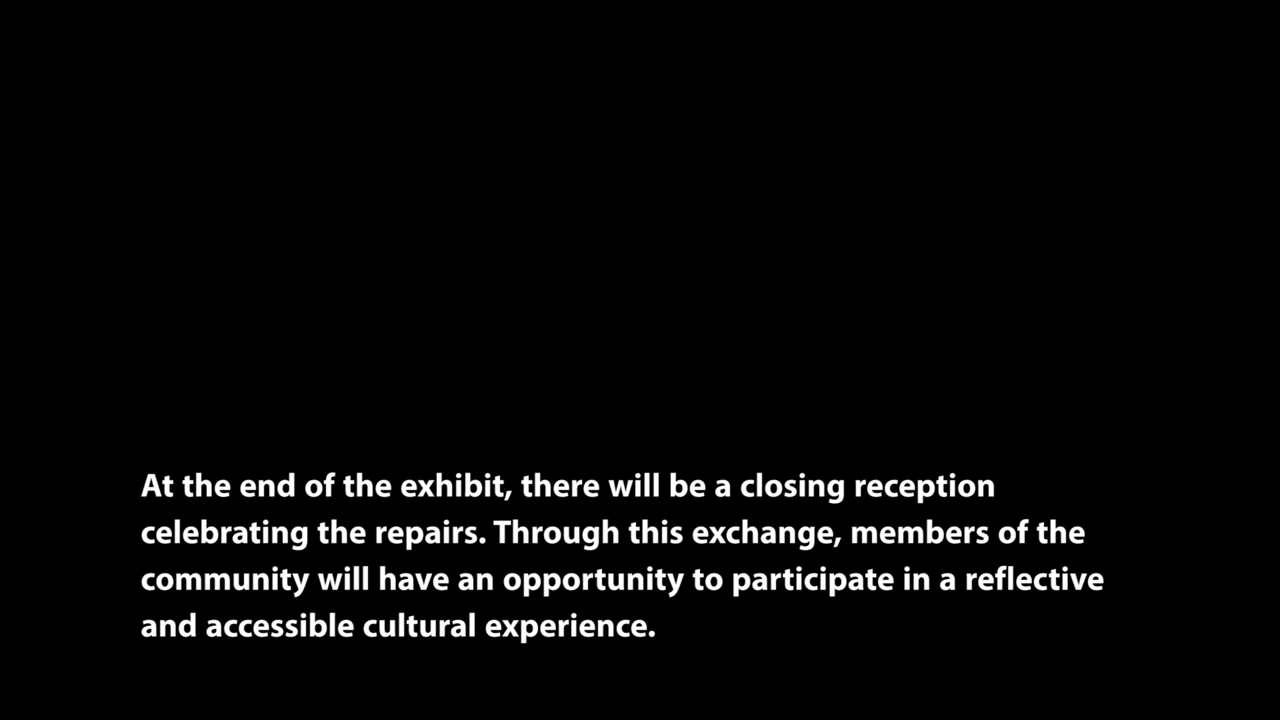 At the end of the exhibit, there will be a closing reception
celebrating the repairs. Through this exchange, members of the
community will have an opportunity to participate in a reflective
and accessible cultural experience.